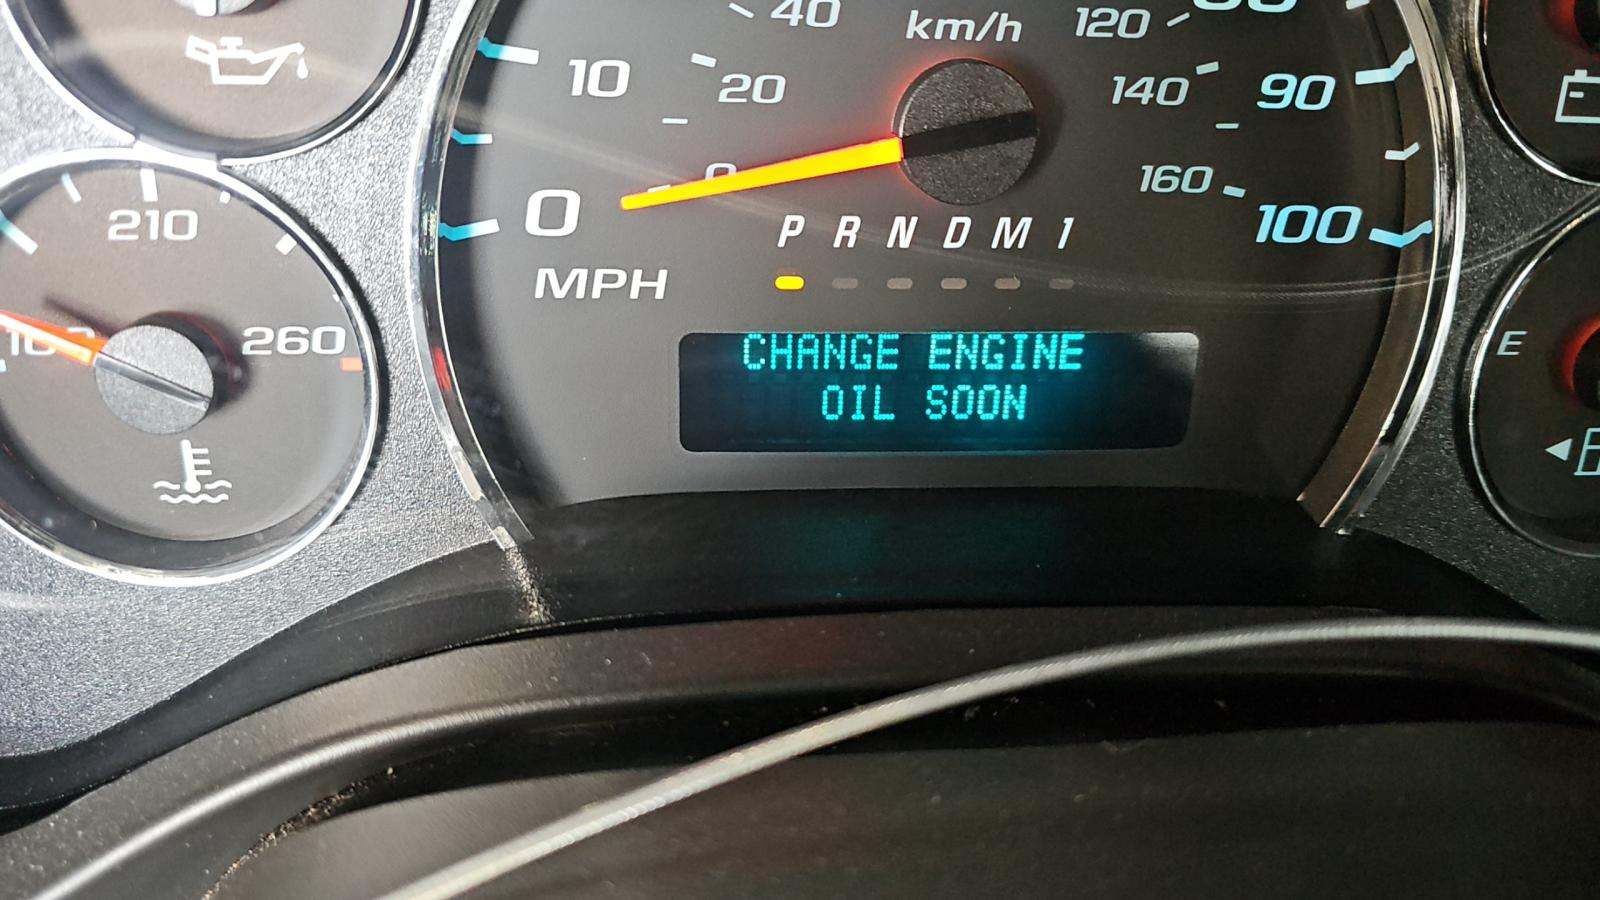 40 km/h 120
10 20 140 90
0 160 100
P R N D M 1
MPH
210
260
CHANGE ENGINE
OIL SOON
E